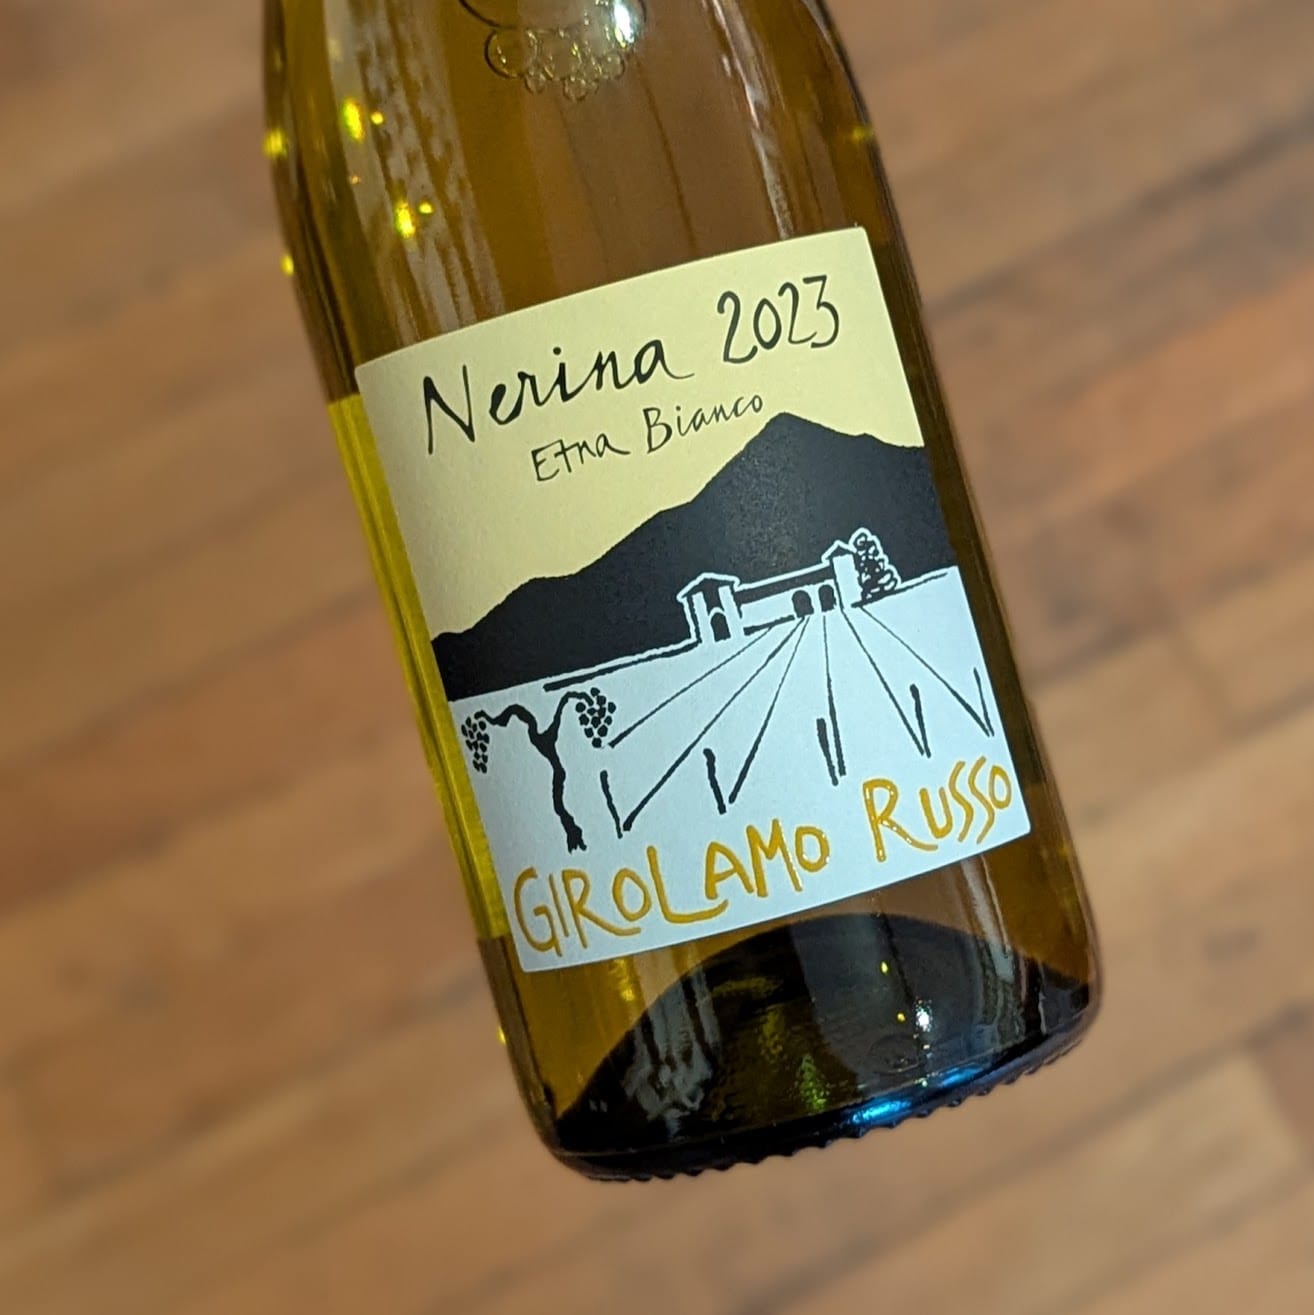 Nerina 2023
Etna Bianco
GIROLAMO RUSSO